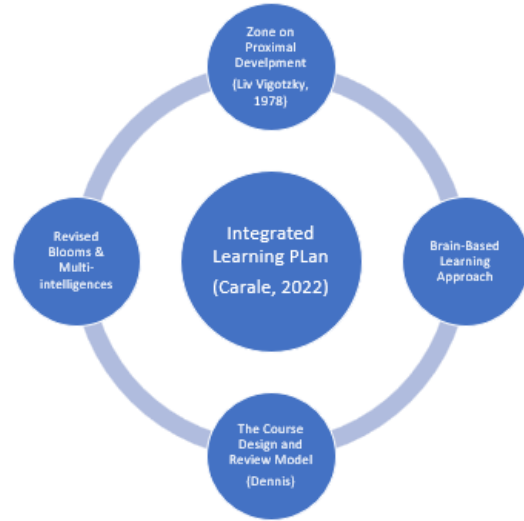 Zone on
Proximal
Develpment
(Liv Vigotzky,
1978)
Revised
Blooms &
Multi-
intelligences
Integrated
Learning PLan
(Carale, 2022)
Brain-Based
Learning
Approach
The Course
Design and
Review Model
(Dennis)